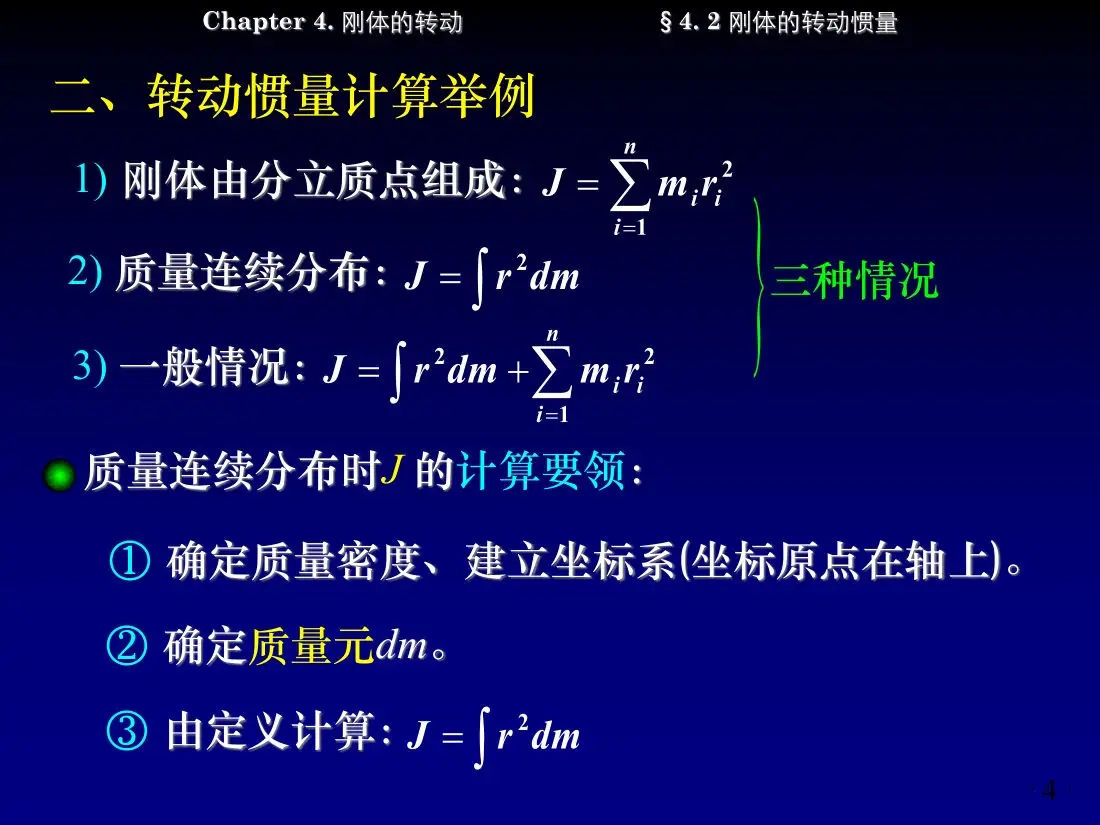 Chapter 4. 刚体的转动 §4. 2 刚体的转动惯量
二、转动惯量计算举例
1) 刚体由分立质点组成: J = ∑_{i=1}^{n} m_i r_i^2
2) 质量连续分布: J = ∫ r^2 dm
三种情况
3) 一般情况: J = ∫ r^2 dm + ∑_{i=1}^{n} m_i r_i^2
质量连续分布时J 的计算要领:
① 确定质量密度、建立坐标系(坐标原点在轴上)。
② 确定质量元dm。
③ 由定义计算: J = ∫ r^2 dm
4